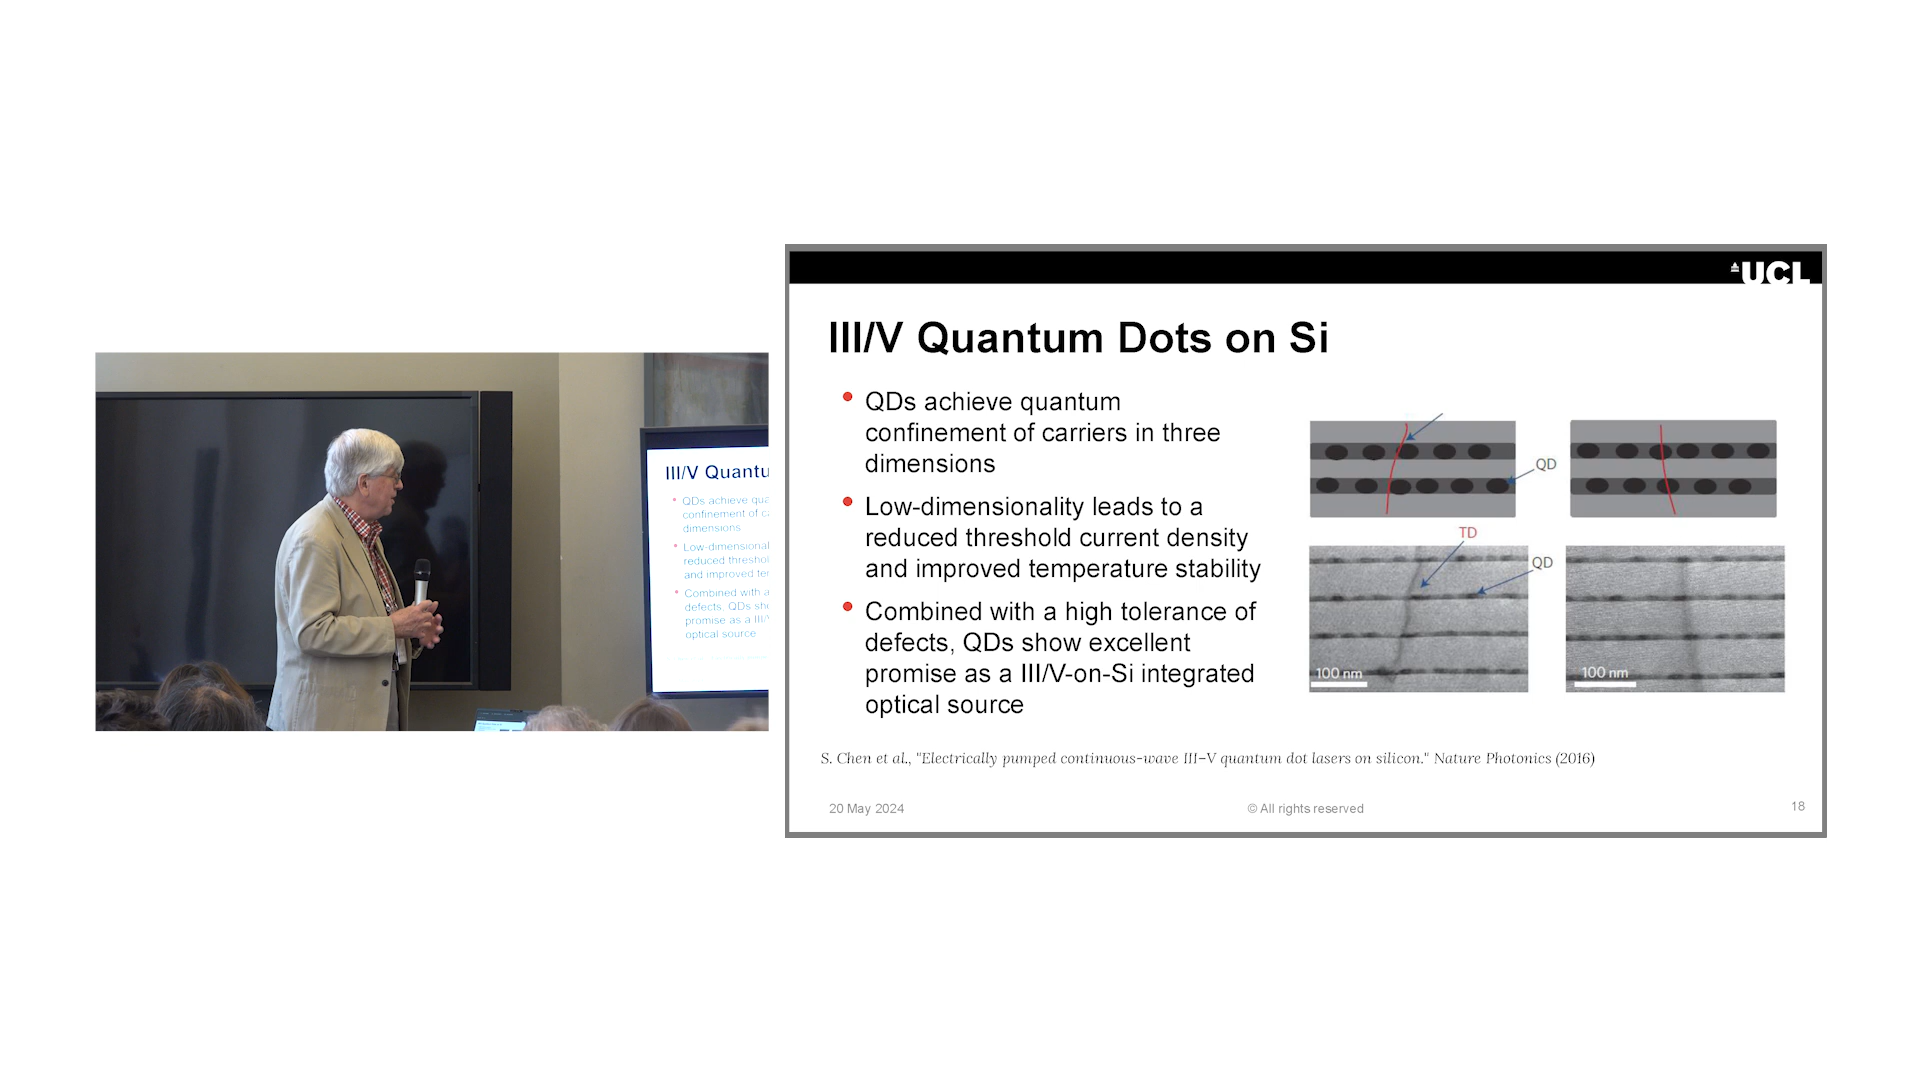 III/V Quantu
QDs achieve qua
confinement of ca
dimensions
Low-dimensional
reduced threshol
and improved ter
Combined with a
defects, QDs sho
promise as a III/V
optical source
UCL
III/V Quantum Dots on Si
QDs achieve quantum
confinement of carriers in three
dimensions
Low-dimensionality leads to a
reduced threshold current density
and improved temperature stability
Combined with a high tolerance of
defects, QDs show excellent
promise as a III/V-on-Si integrated
optical source
QD
TD
QD
100 nm
100 nm
S. Chen et al., "Electrically pumped continuous-wave III–V quantum dot lasers on silicon." Nature Photonics (2016)
20 May 2024
© All rights reserved
18